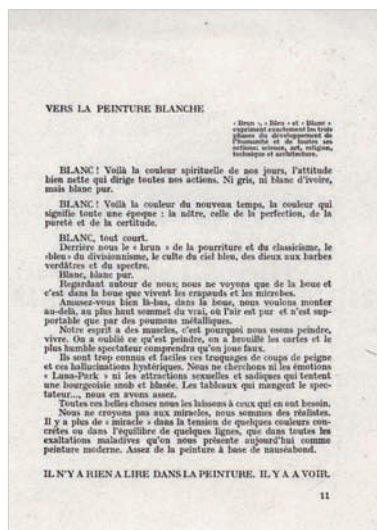 VERS LA PEINTURE BLANCHE
« Brun », « Bleu » et « Blanc »
expriment exactement les trois
phases du développement de
l'humanité et de toutes ses
actions: science, art, religion,
technique et architecture.
BLANC! Voilà la couleur spirituelle de nos jours, l'attitude
bien nette qui dirige toutes nos actions. Ni gris, ni blanc d'ivoire,
mais blanc pur.
BLANC! Voilà la couleur du nouveau temps, la couleur qui
signifie toute une époque : la nôtre, celle de la perfection, de la
pureté et de la certitude.
BLANC, tout court.
Derrière nous le « brun » de la pourriture et du classicisme, le
«bleu» du divisionnisme, le culte du ciel bleu, des dieux aux barbes
verdâtres et du spectre.
Blanc, blanc pur.
Regardant autour de nous; nous ne voyons que de la boue et
c'est dans la boue que vivent les crapauds et les microbes.
Amusez-vous bien là-bas, dans la boue, nous voulons monter
au-delà, au plus haut sommet du vrai, où l'air est pur et n'est sup-
portable que par des poumons métalliques.
Notre esprit a des muscles, c'est pourquoi nous osons peindre,
vivre. On a oublié ce qu'est peindre, on a brouillé les cartes et le
plus humble spectateur comprendra qu'on joue faux.
Ils sont trop connus et faciles ces truquages de coups de peigne
et ces hallucinations hystériques. Nous ne cherchons ni les émotions
« Luna-Park » ni les attractions sexuelles et sadiques qui tentent
une bourgeoisie snob et blasée. Les tableaux qui mangent le spec-
tateur..., nous en avons assez.
Toutes ces belles choses nous les laissons à ceux qui en ont besoin.
Nous ne croyons pas aux miracles, nous sommes des réalistes.
Il y a plus de « miracle » dans la tension de quelques couleurs con-
crètes ou dans l'équilibre de quelques lignes, que dans toutes les
exaltations maladives qu'on nous présente aujourd'hui comme
peinture moderne. Assez de la peinture à base de nauséabond.
IL N'Y A RIEN A LIRE DANS LA PEINTURE. IL Y A A VOIR.
11